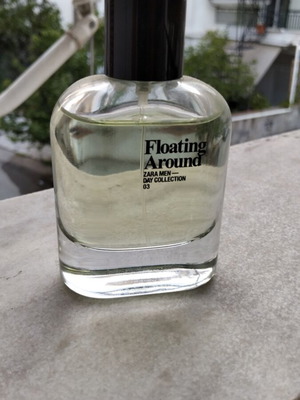 Floating
Around
ZARA MEN —
DAY COLLECTION
03